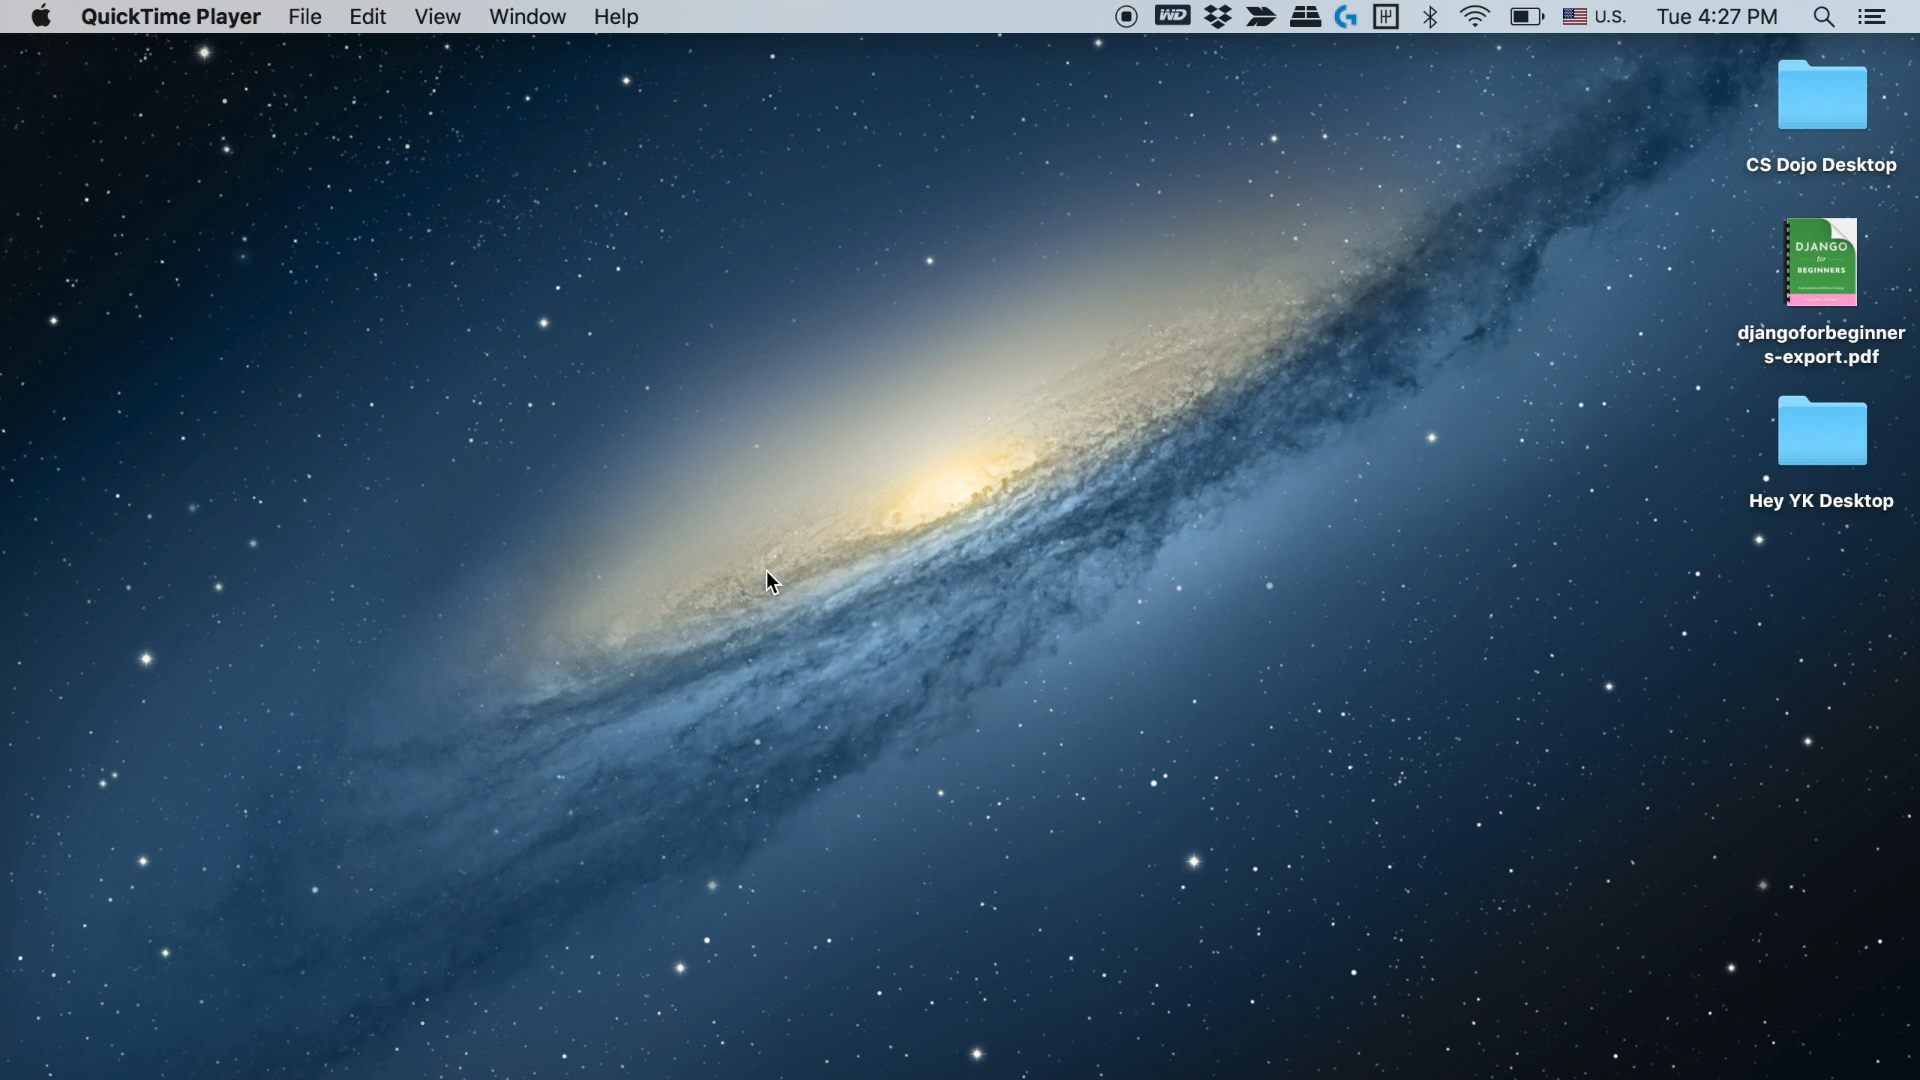 QuickTime Player File Edit View Window Help WD U.S. Tue 4:27 PM
CS Dojo Desktop
DJANGO
for
BEGINNERS
djangoforbeginner
s-export.pdf
Hey YK Desktop